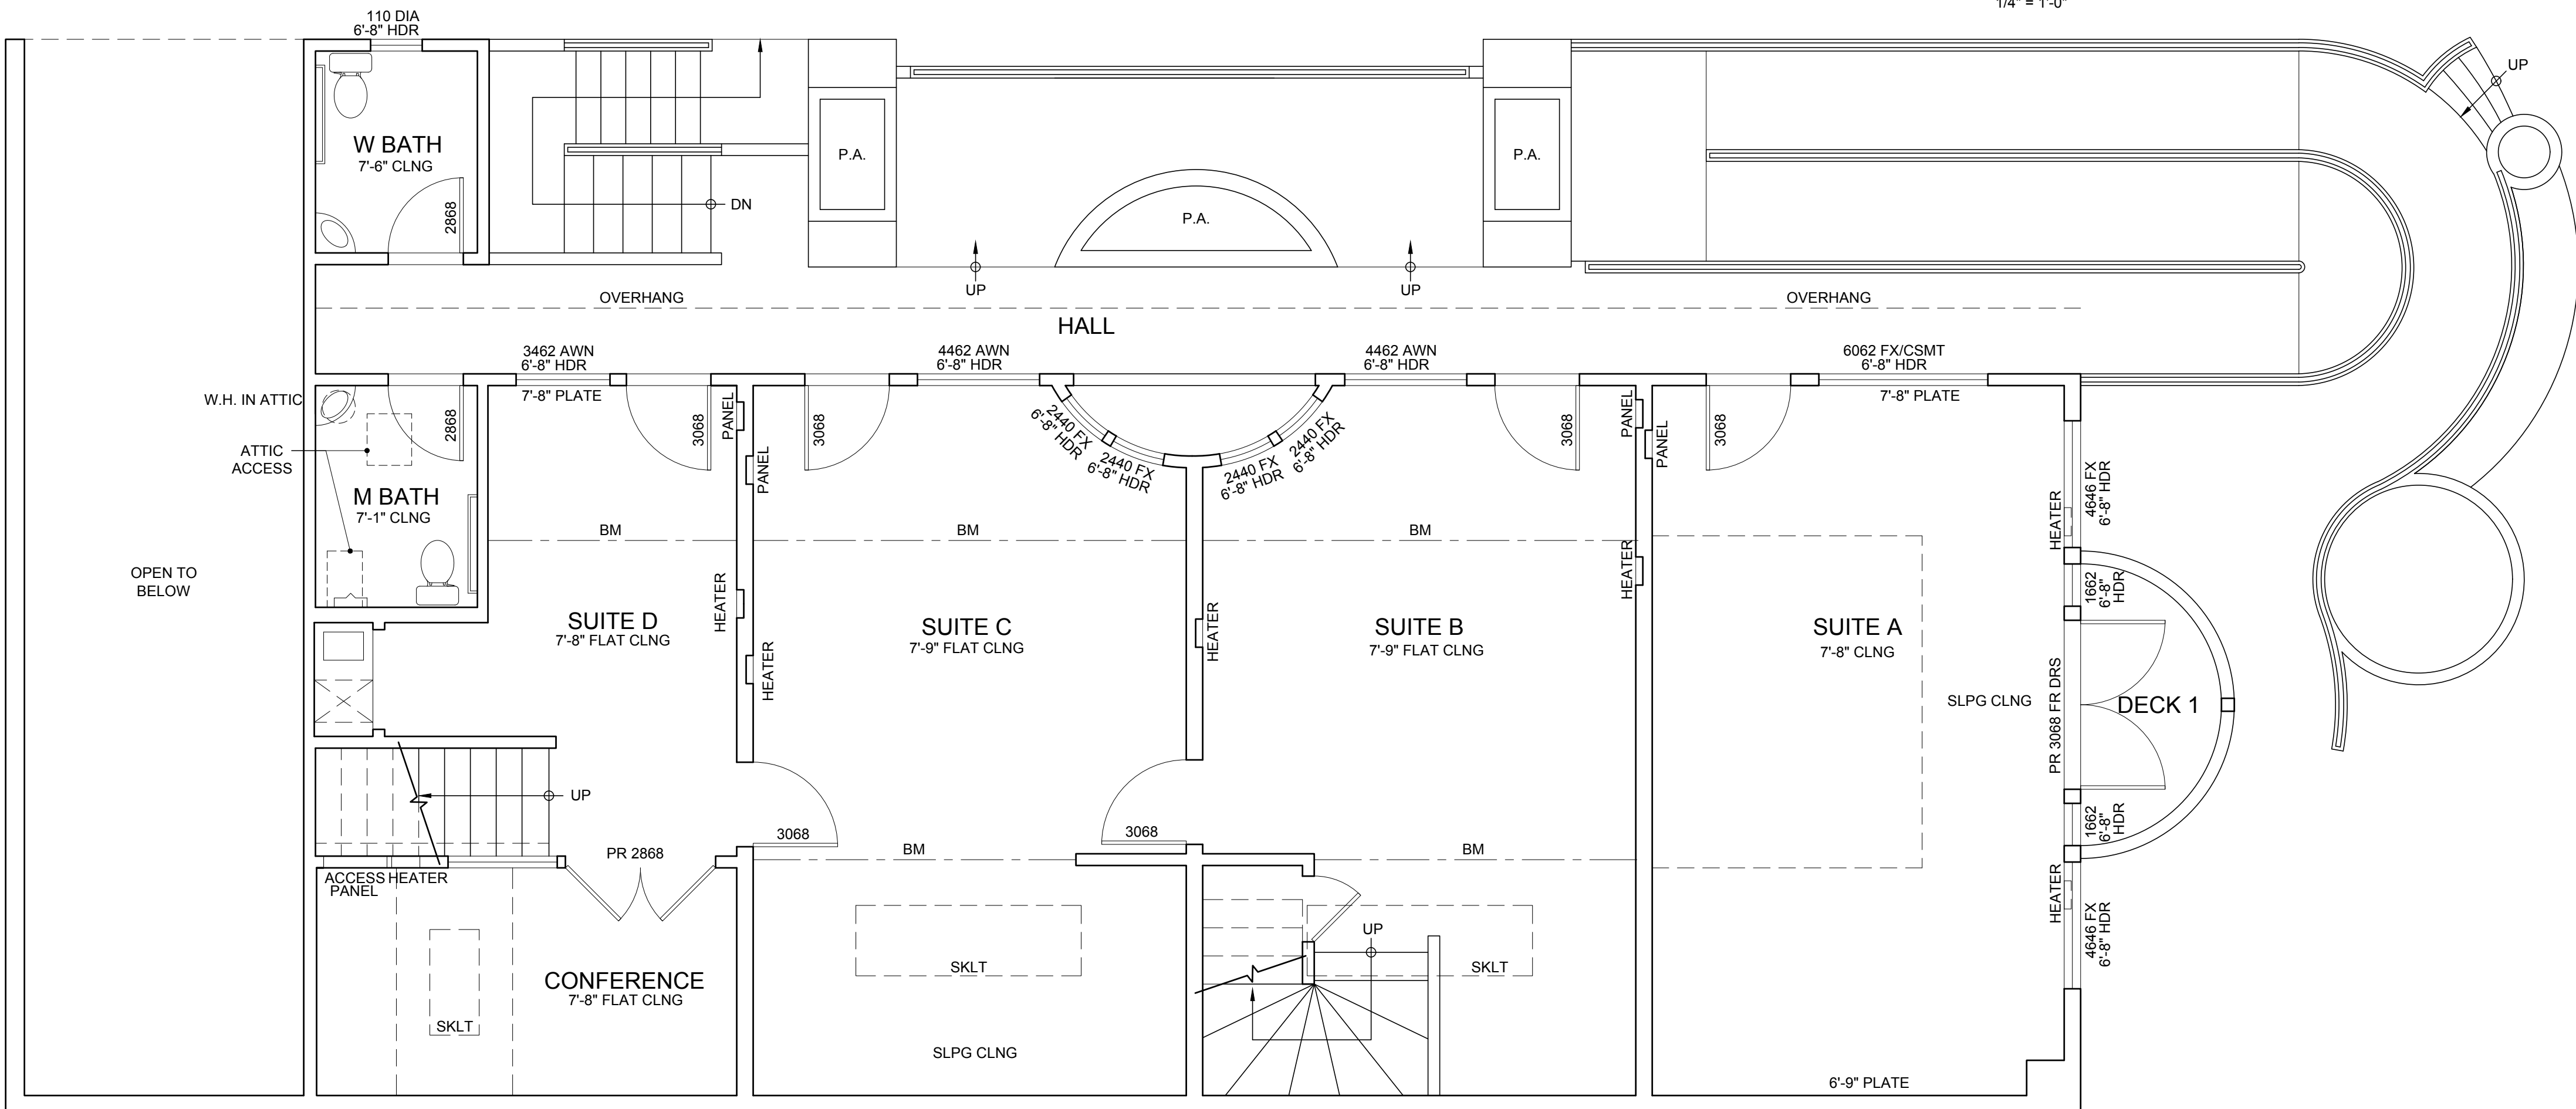 1/4" = 1'-0"
110 DIA
6'-8" HDR
UP
W BATH
7'-6" CLNG
2868
DN
P.A.
P.A.
P.A.
UP
UP
OVERHANG
OVERHANG
HALL
3462 AWN
6'-8" HDR
7'-8" PLATE
4462 AWN
6'-8" HDR
4462 AWN
6'-8" HDR
6062 FX/CSMT
6'-8" HDR
7'-8" PLATE
W.H. IN ATTIC
ATTIC
ACCESS
2868
M BATH
7'-1" CLNG
3068
PANEL
PANEL
3068
2440 FX
6'-8" HDR
2440 FX
6'-8" HDR
2440 FX
6'-8" HDR
2440 FX
6'-8" HDR
3068
PANEL
PANEL
3068
4646 FX
6'-8" HDR
HEATER
BM
BM
BM
OPEN TO
BELOW
SUITE D
7'-8" FLAT CLNG
HEATER
HEATER
SUITE C
7'-9" FLAT CLNG
HEATER
SUITE B
7'-9" FLAT CLNG
HEATER
SUITE A
7'-8" CLNG
SLPG CLNG
1662
6'-8"
HDR
PR 3068 FR DRS
DECK 1
1662
6'-8"
HDR
UP
3068
3068
PR 2868
BM
BM
ACCESS
PANEL
HEATER
HEATER
4646 FX
6'-8" HDR
CONFERENCE
7'-8" FLAT CLNG
SKLT
SKLT
UP
SKLT
SLPG CLNG
6'-9" PLATE